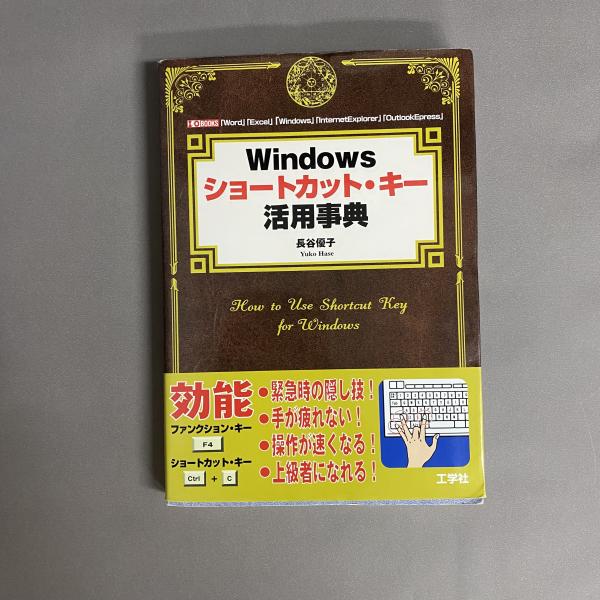 I/O BOOKS 「Word」「Excel」「Windows」「InternetExplorer」「OutlookEpress」
Windows
ショートカット・キー
活用事典
長谷優子
Yuko Hase
How to Use Shortcut Key
for Windows
効能
ファンクション・キー
F4
ショートカット・キー
Ctrl + C
・緊急時の隠し技！
・手が疲れない！
・操作が速くなる！
・上級者になれる！
工学社